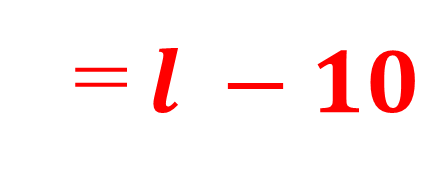 = l – 10